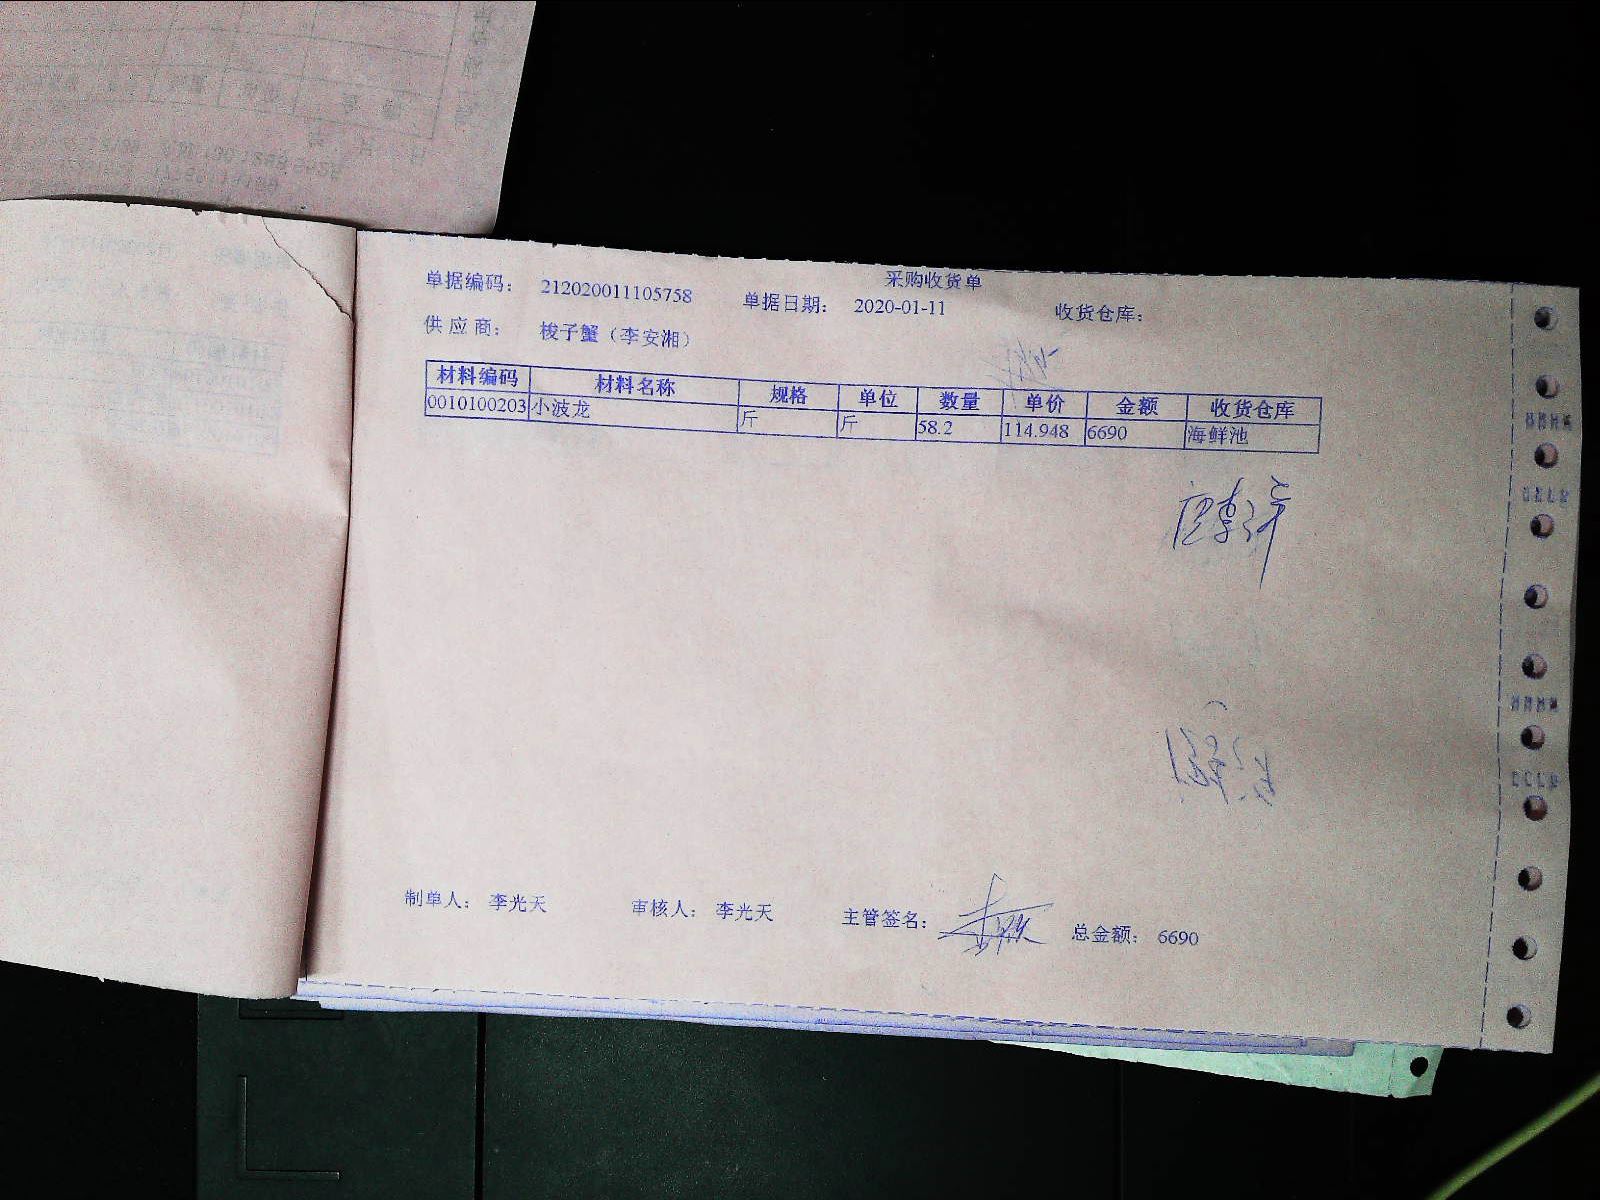 采购收货单
单据编码： 212020011105758 单据日期： 2020-01-11 收货仓库：
供应商： 梭子蟹（李安湘）
材料编码 材料名称 规格 单位 数量 单价 金额 收货仓库
0010100203 小波龙 斤 斤 58.2 114.948 6690 海鲜池
制单人： 李光天 审核人： 李光天 主管签名： 总金额： 6690